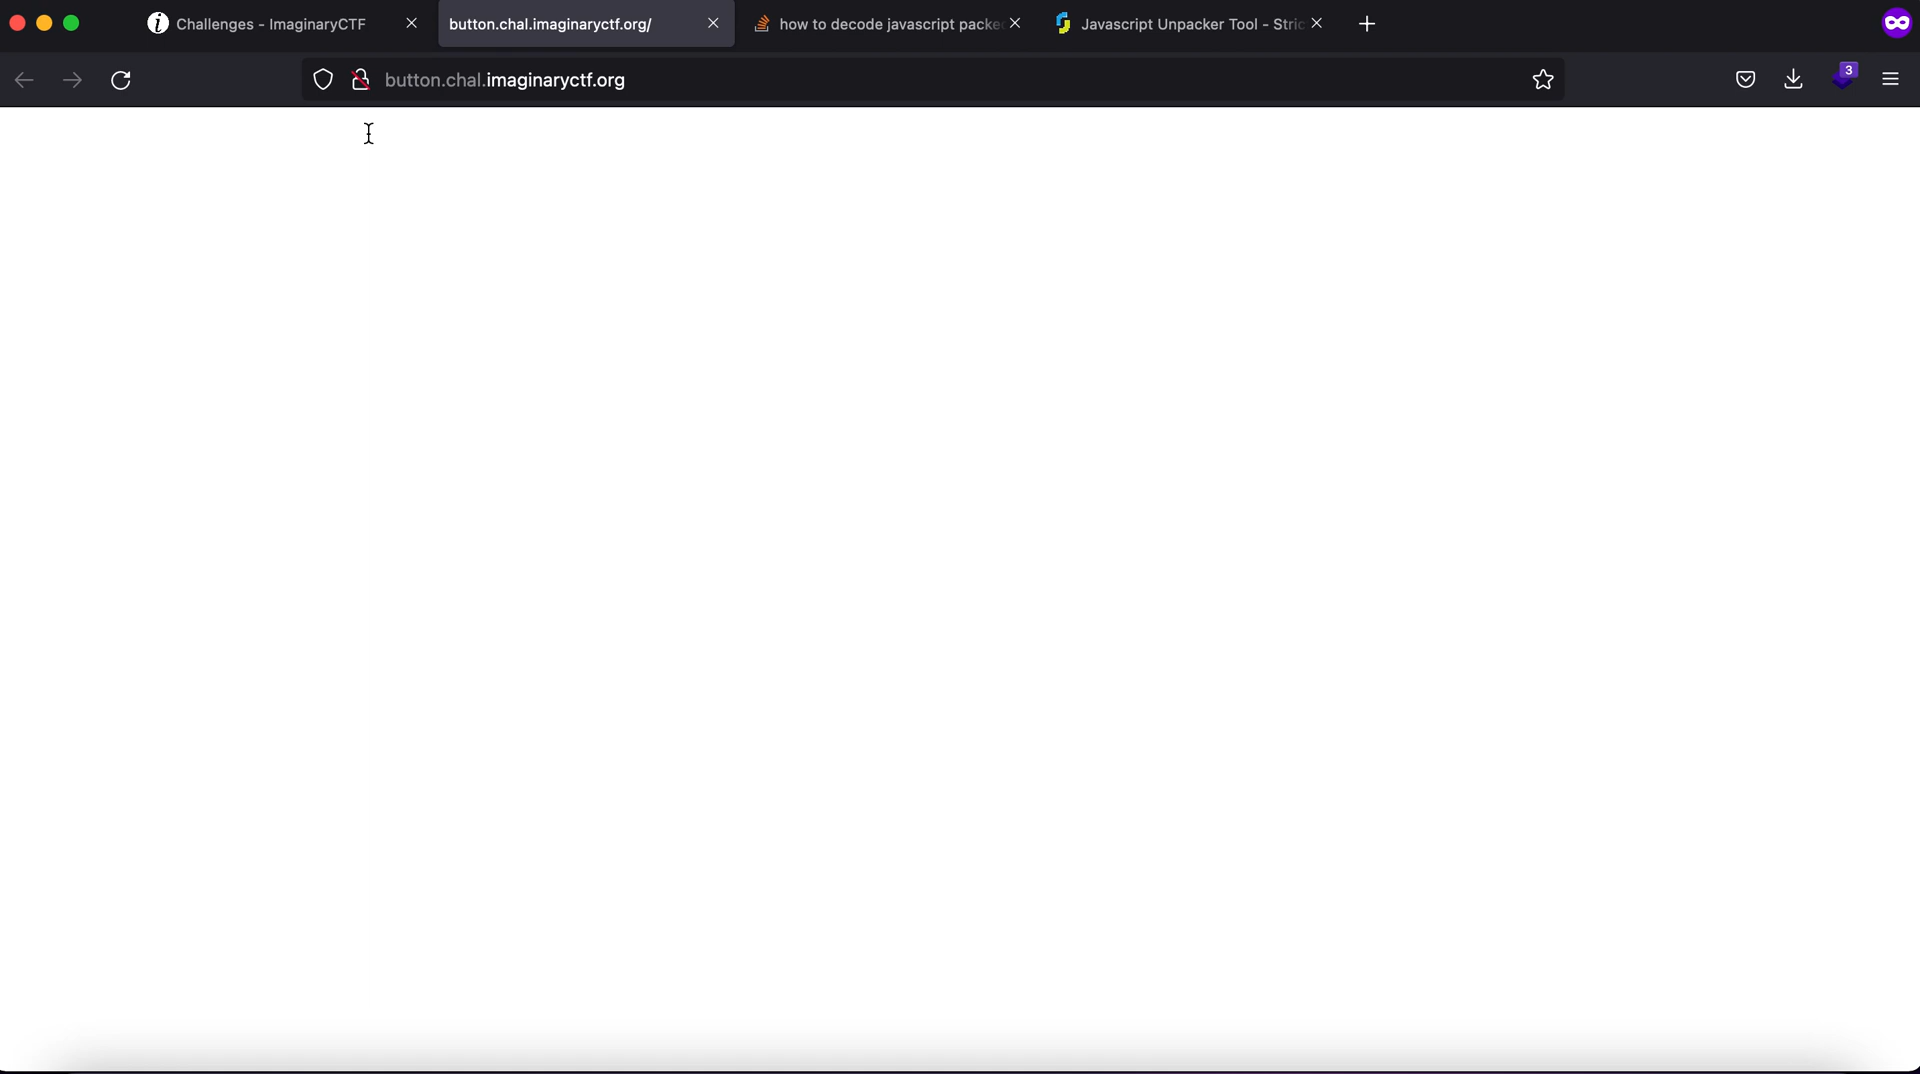 Challenges - ImaginaryCTF
button.chal.imaginaryctf.org/
how to decode javascript packe
Javascript Unpacker Tool - Stric
button.chal.imaginaryctf.org
3